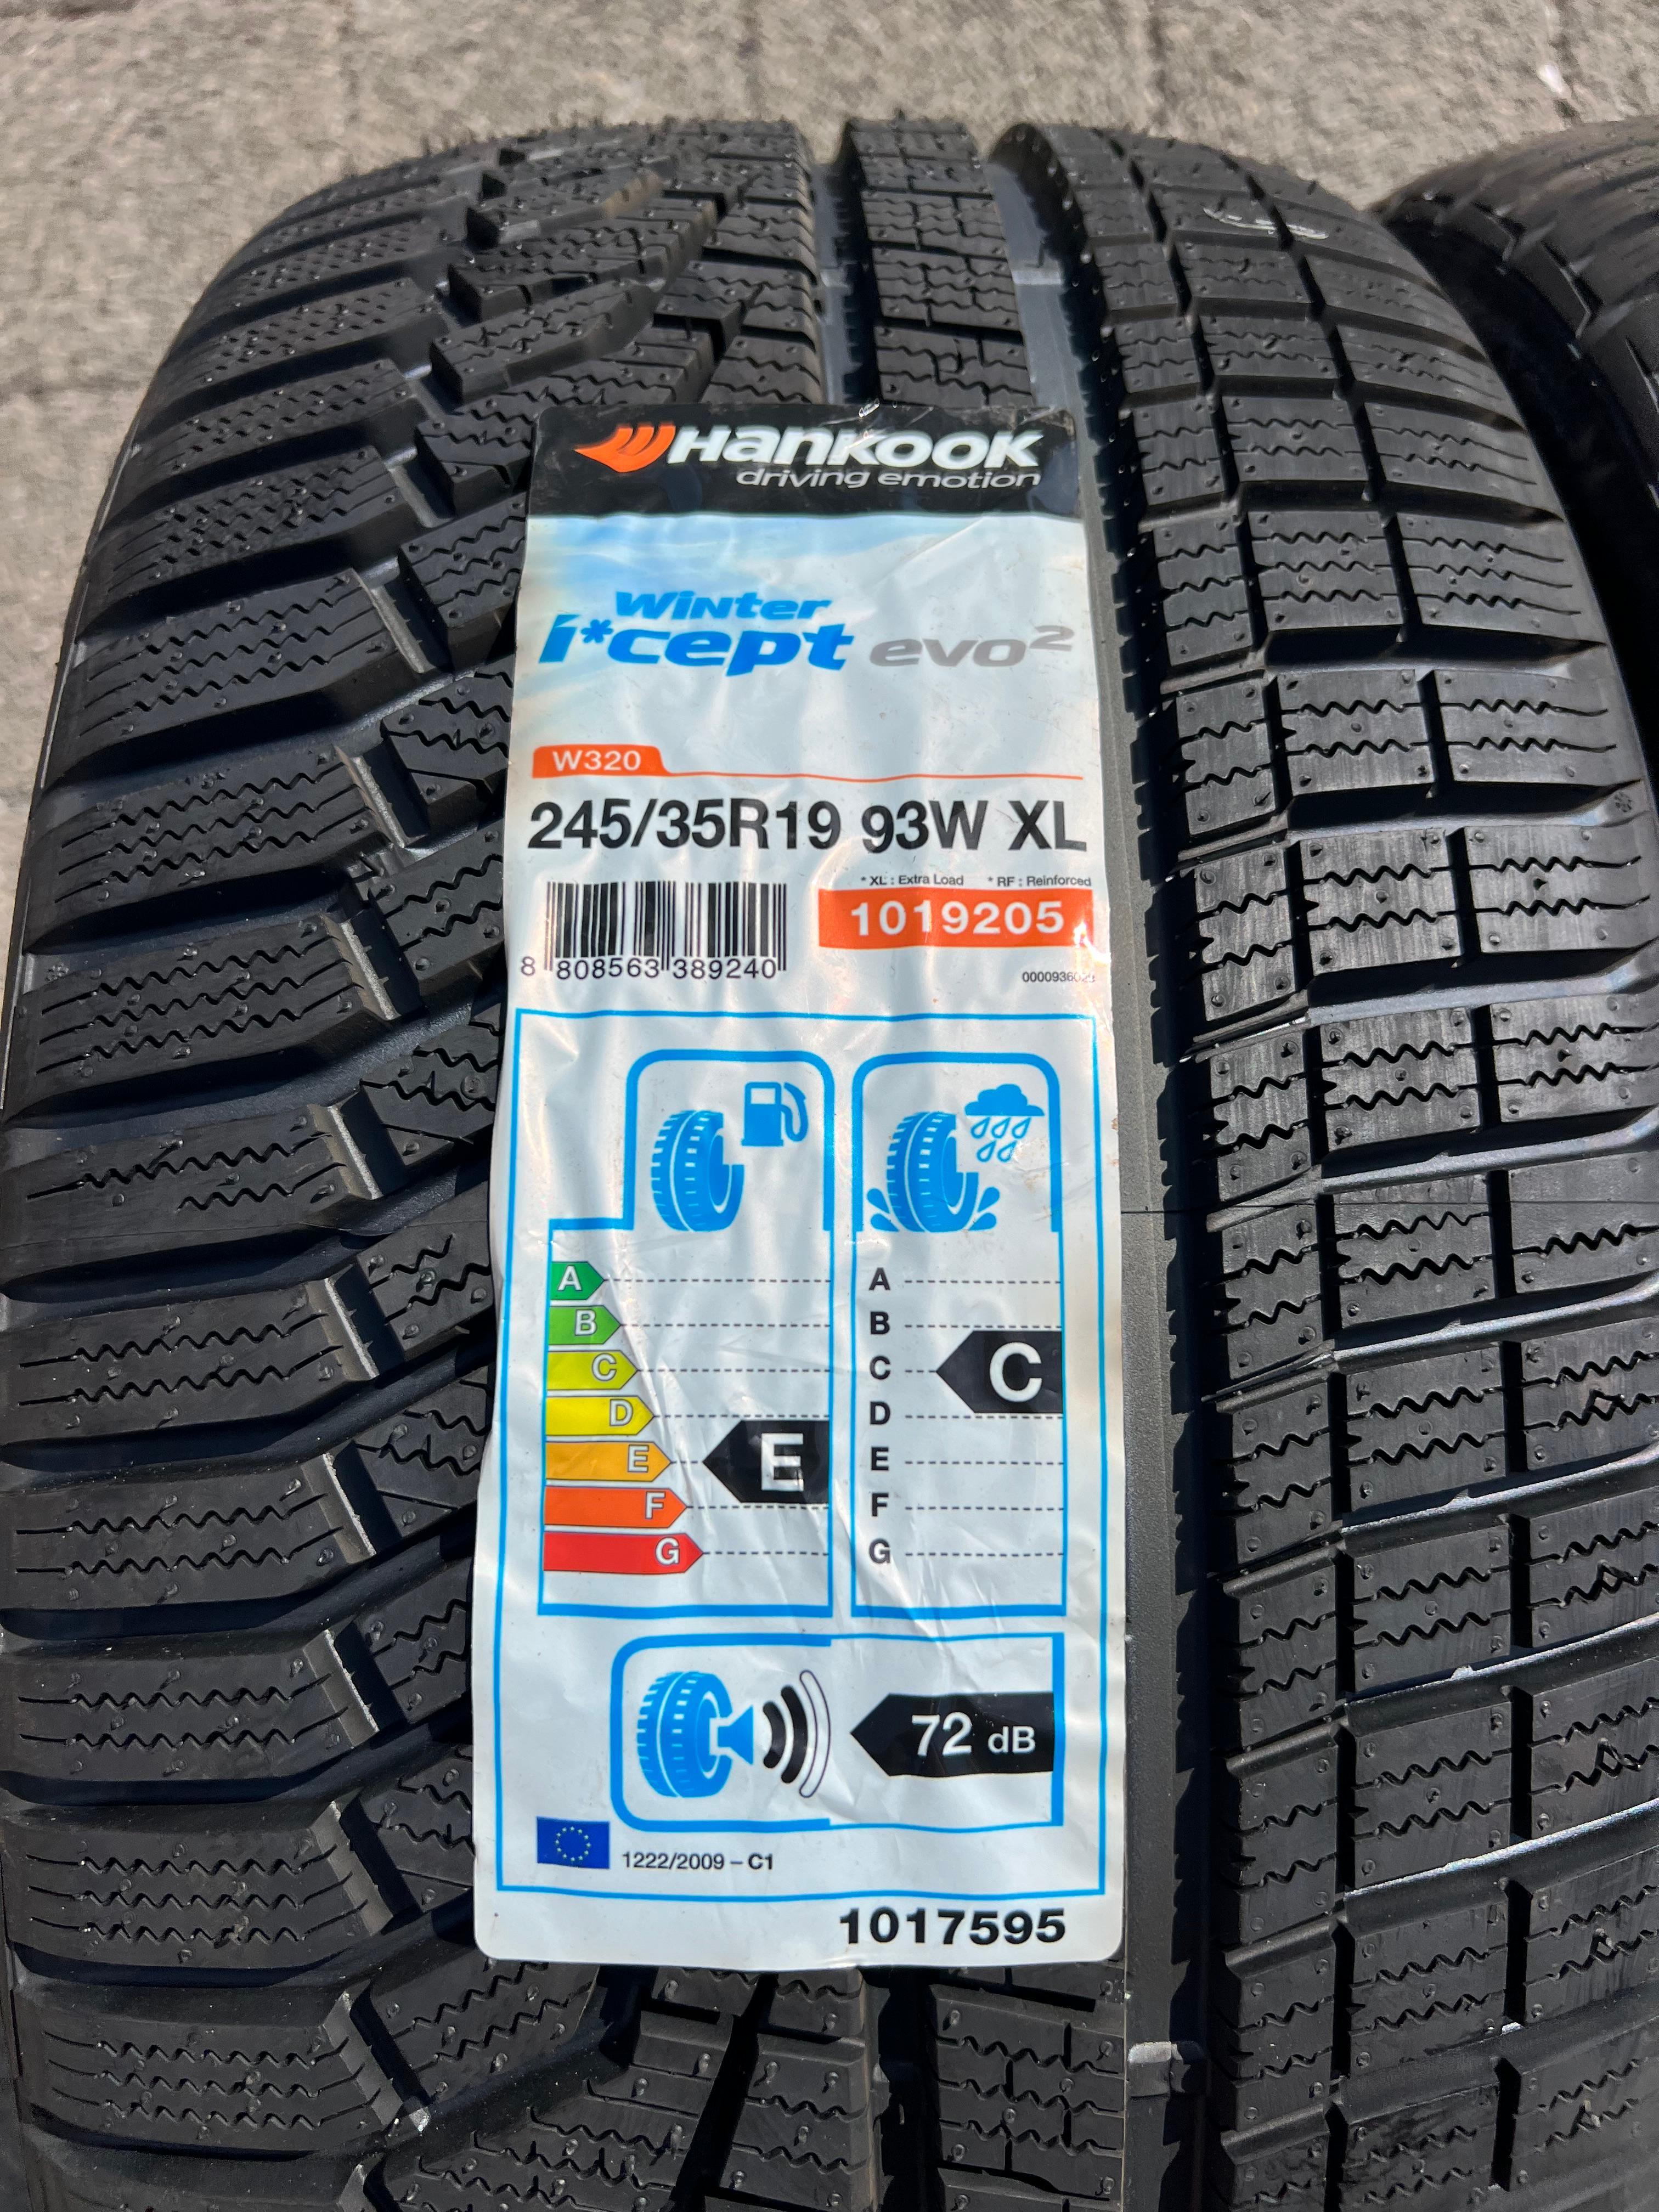 HANKOOK
driving emotion
Winter
i*cept evo²
W320
245/35R19 93W XL
* XL : Extra Load * RF : Reinforced
1019205
8 808563 389240
A
B
C
D
E
F
G
E
A
B
C
D
E
F
G
C
72 dB
1222/2009 – C1
1017595